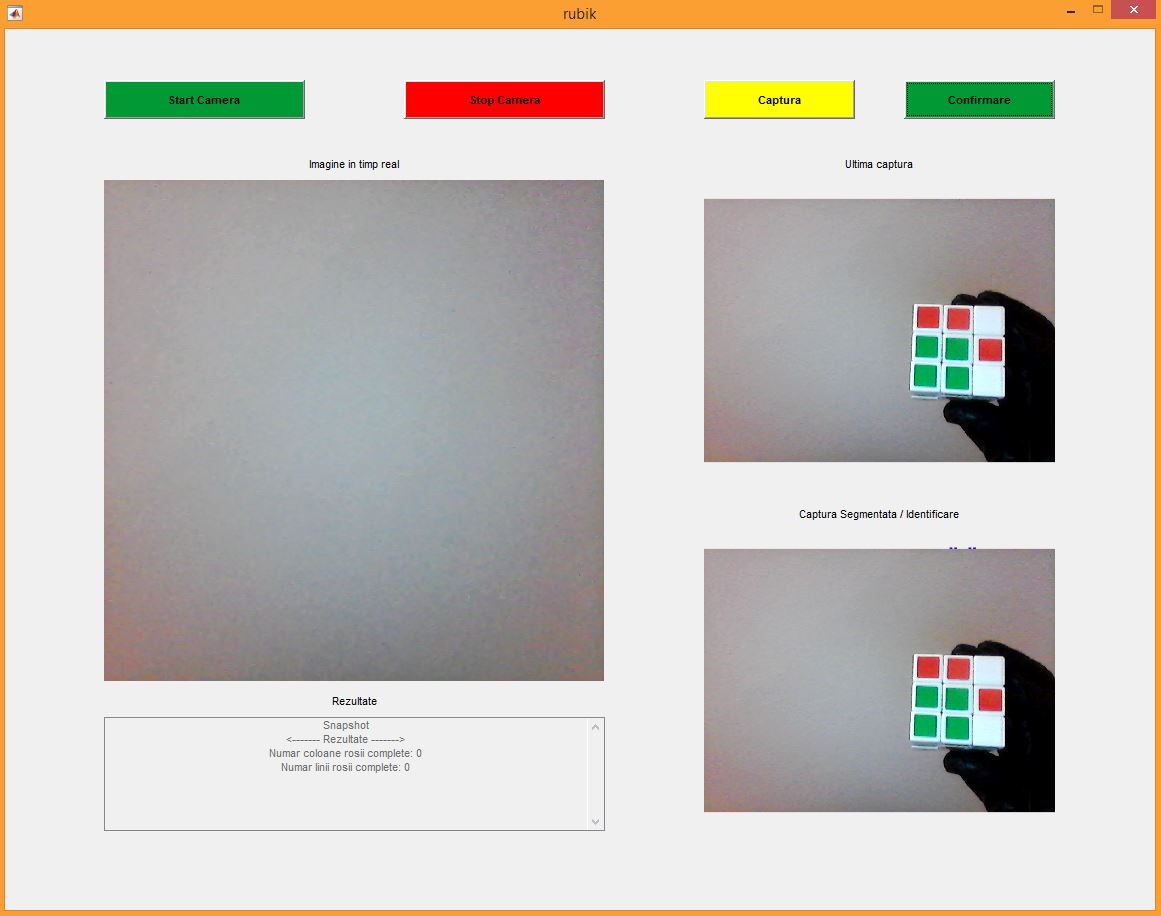 rubik
Start Camera
Stop Camera
Captura
Confirmare
Imagine in timp real
Ultima captura
Captura Segmentata / Identificare
Rezultate
Snapshot
<------- Rezultate ------->
Numar coloane rosii complete: 0
Numar linii rosii complete: 0